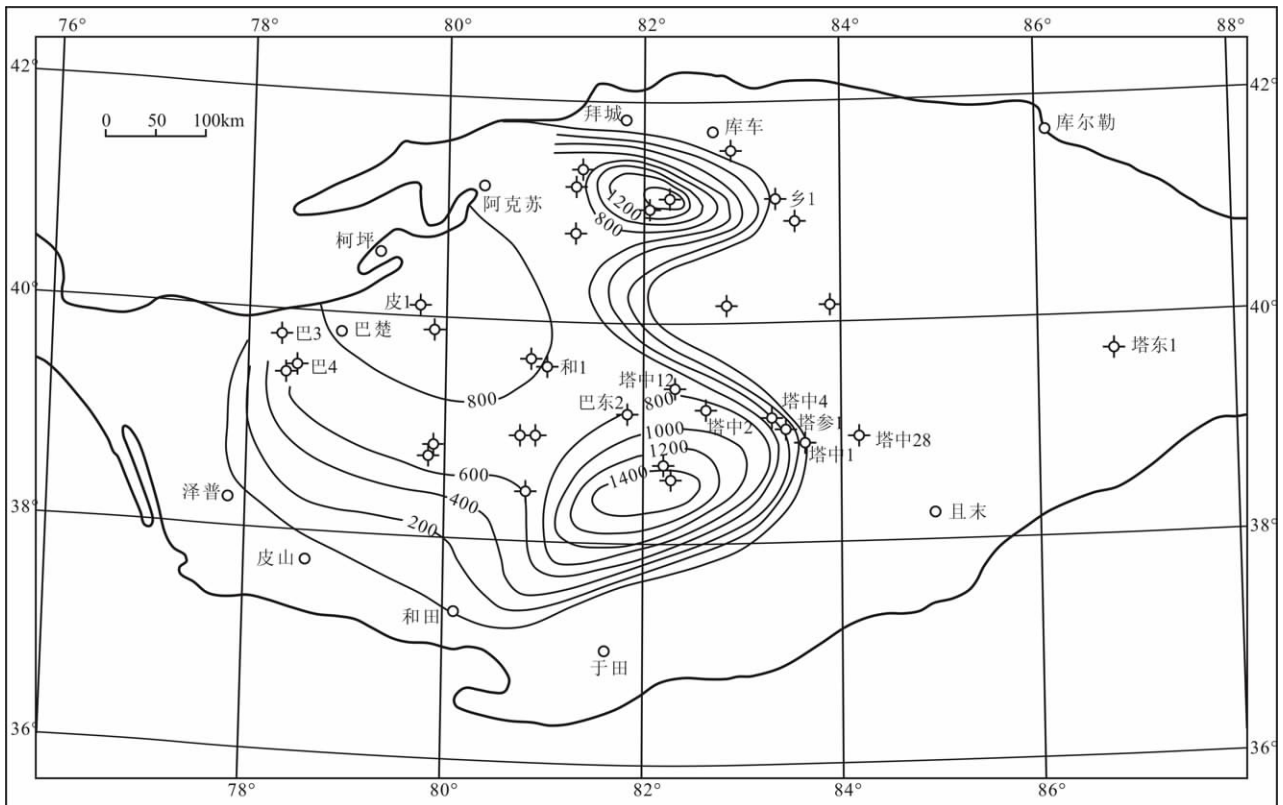 76°
78°
80°
82°
84°
86°
88°
42°
42°
拜城
库车
库尔勒
0 50 100km
阿克苏
1200
800
乡1
柯坪
40°
皮1
40°
巴3
巴楚
塔东1
巴4
和1
塔中12
800
巴东2
800
塔中4
塔中2
塔参1
1000
塔中28
塔中1
1200
600
1400
泽普
400
38°
且末
38°
200
皮山
和田
于田
36°
36°
78°
80°
82°
84°
86°